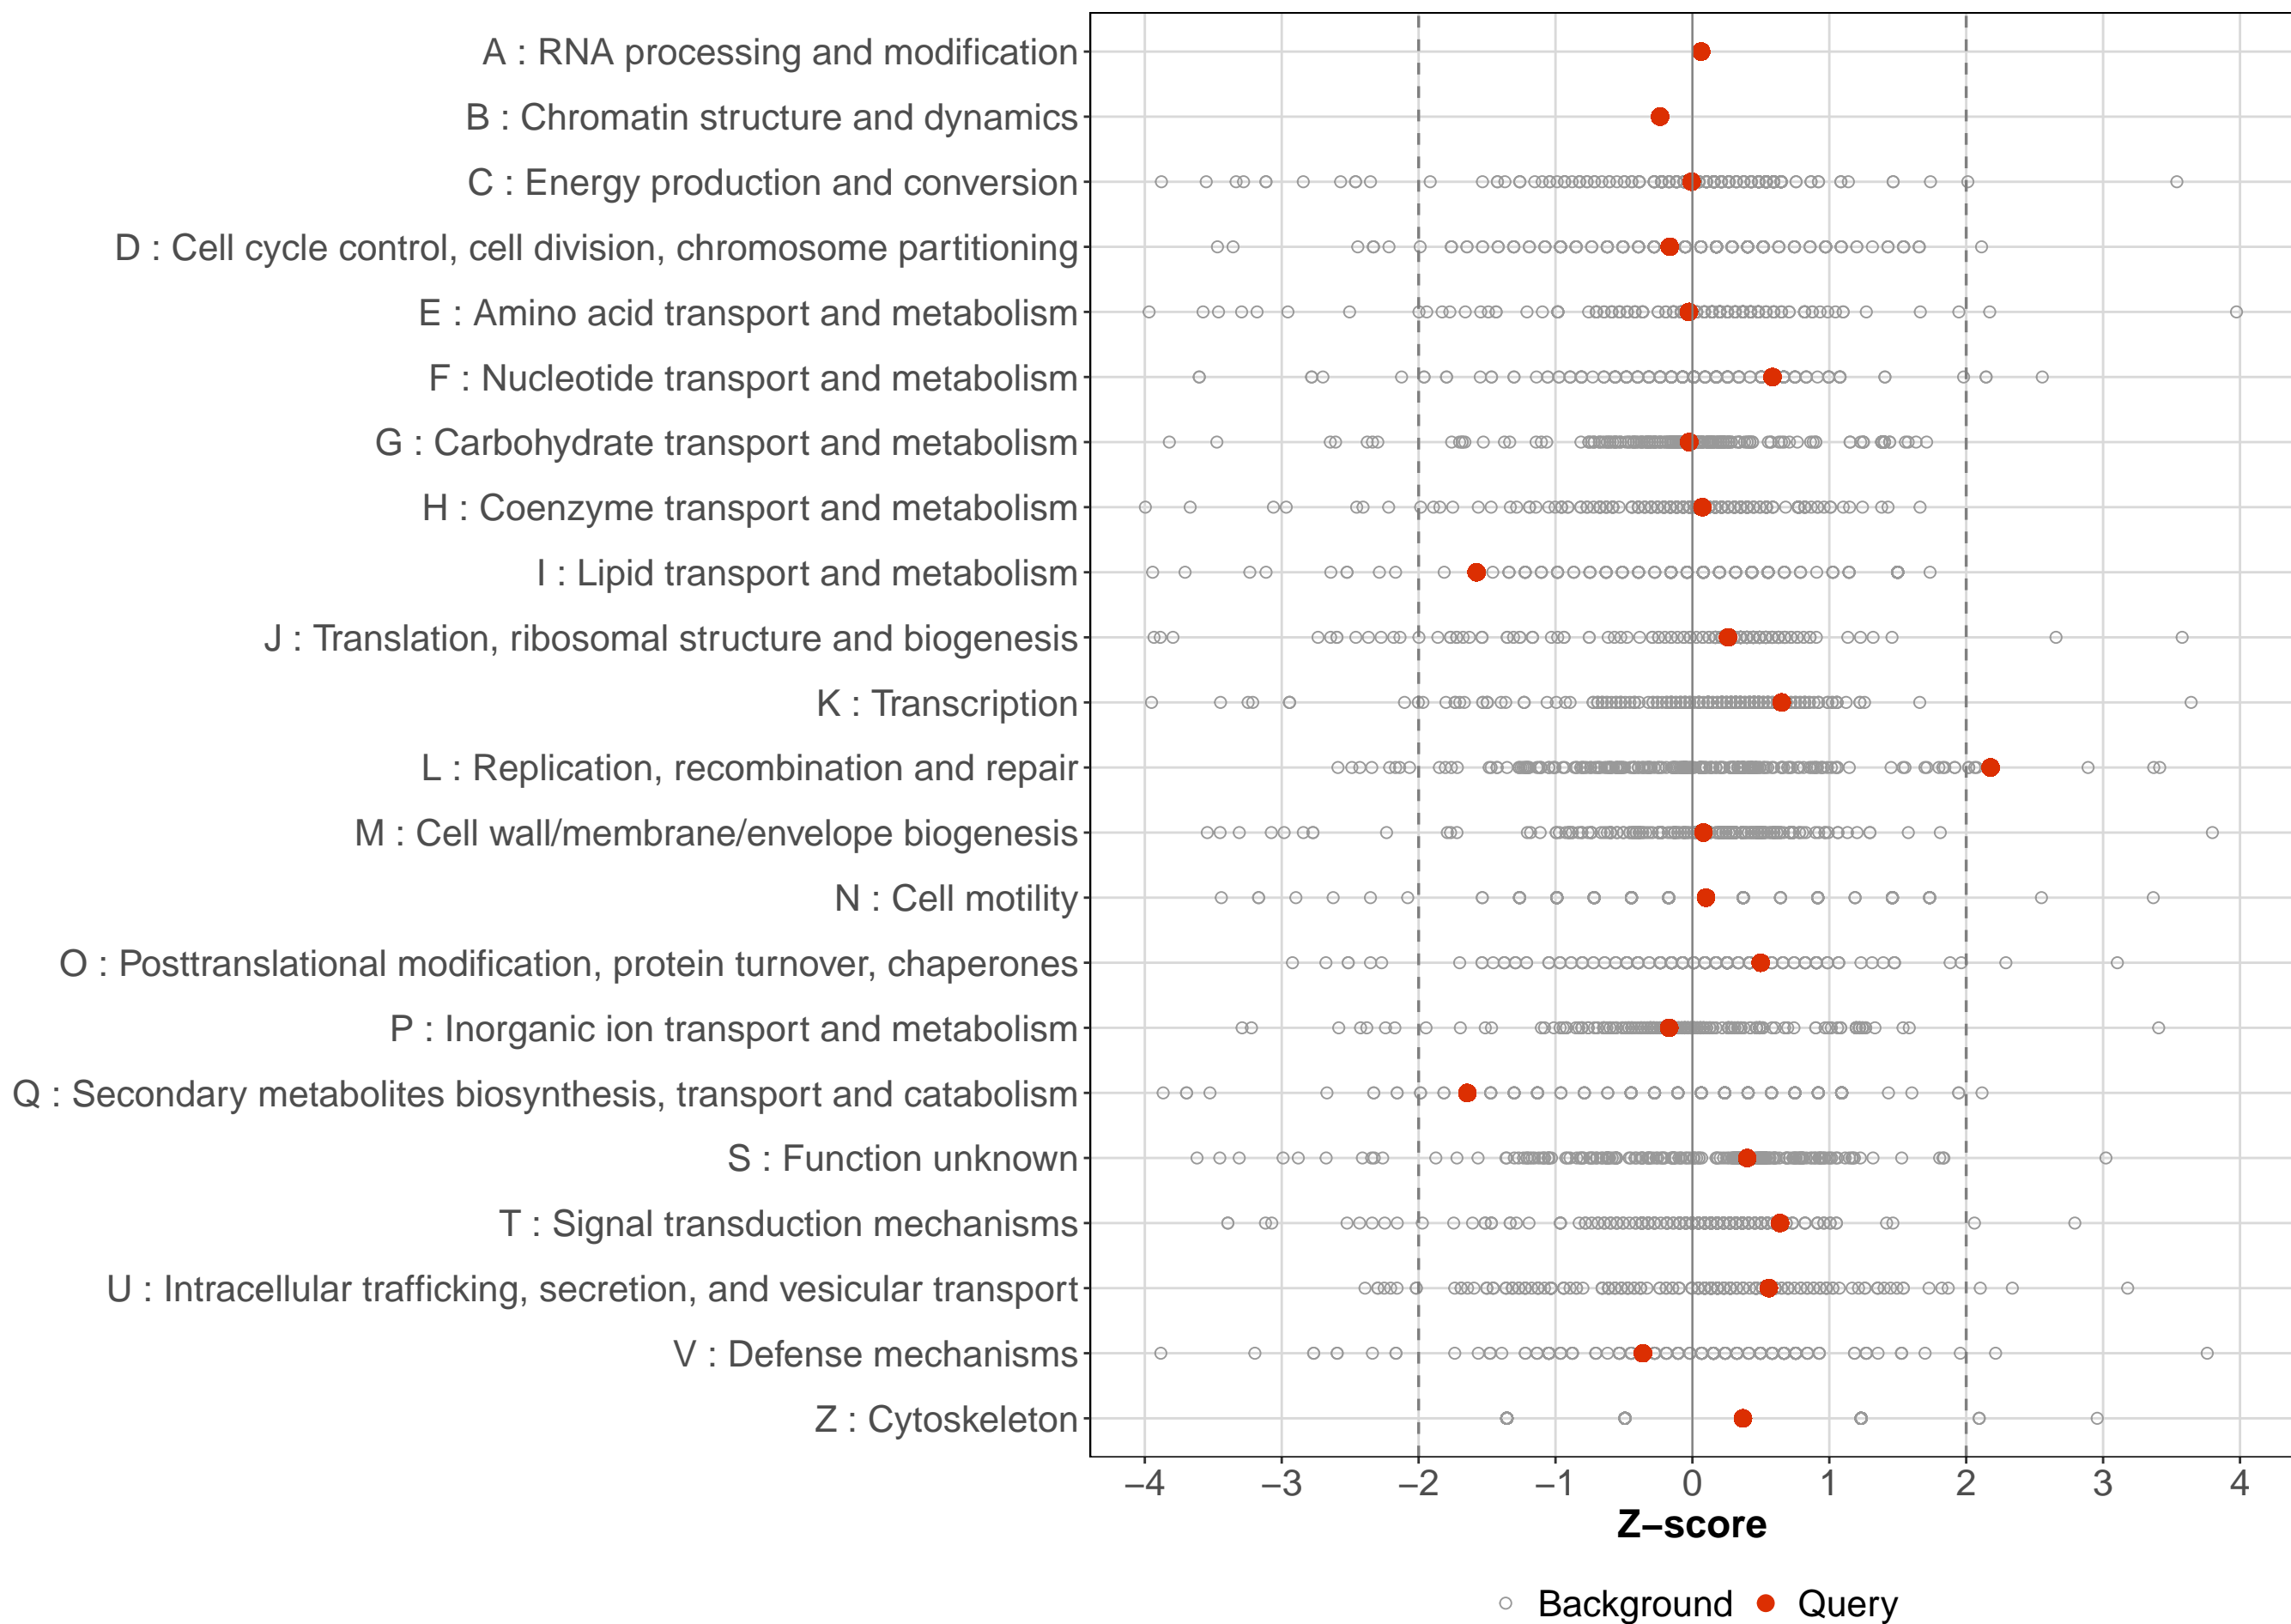 A : RNA processing and modification
B : Chromatin structure and dynamics
C : Energy production and conversion
D : Cell cycle control, cell division, chromosome partitioning
E : Amino acid transport and metabolism
F : Nucleotide transport and metabolism
G : Carbohydrate transport and metabolism
H : Coenzyme transport and metabolism
I : Lipid transport and metabolism
J : Translation, ribosomal structure and biogenesis
K : Transcription
L : Replication, recombination and repair
M : Cell wall/membrane/envelope biogenesis
N : Cell motility
O : Posttranslational modification, protein turnover, chaperones
P : Inorganic ion transport and metabolism
Q : Secondary metabolites biosynthesis, transport and catabolism
S : Function unknown
T : Signal transduction mechanisms
U : Intracellular trafficking, secretion, and vesicular transport
V : Defense mechanisms
Z : Cytoskeleton
−4 −3 −2 −1 0 1 2 3 4
Z−score
Background Query